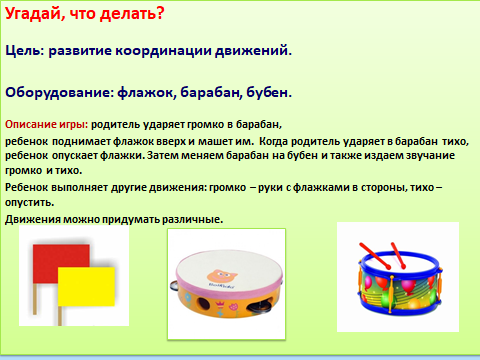 Угадай, что делать?
Цель: развитие координации движений.
Оборудование: флажок, барабан, бубен.
Описание игры: родитель ударяет громко в барабан,
ребенок поднимает флажок вверх и машет им. Когда родитель ударяет в барабан тихо,
ребенок опускает флажки. Затем меняем барабан на бубен и также издаем звучание
громко и тихо.
Ребенок выполняет другие движения: громко – руки с флажками в стороны, тихо –
опустить.
Движения можно придумать различные.